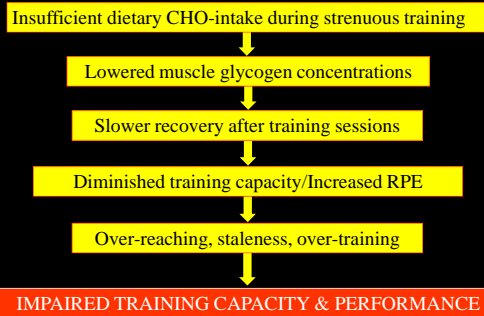 Insufficient dietary CHO-intake during strenuous training
Lowered muscle glycogen concentrations
Slower recovery after training sessions
Diminished training capacity/Increased RPE
Over-reaching, staleness, over-training
IMPAIRED TRAINING CAPACITY & PERFORMANCE